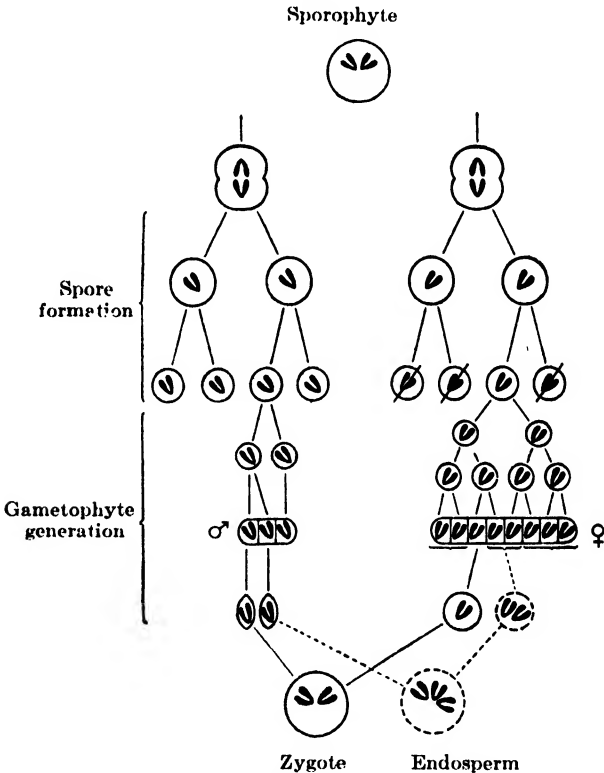 Sporophyte
Spore
formation
Gametophyte
generation
♂
♀
Zygote
Endosperm